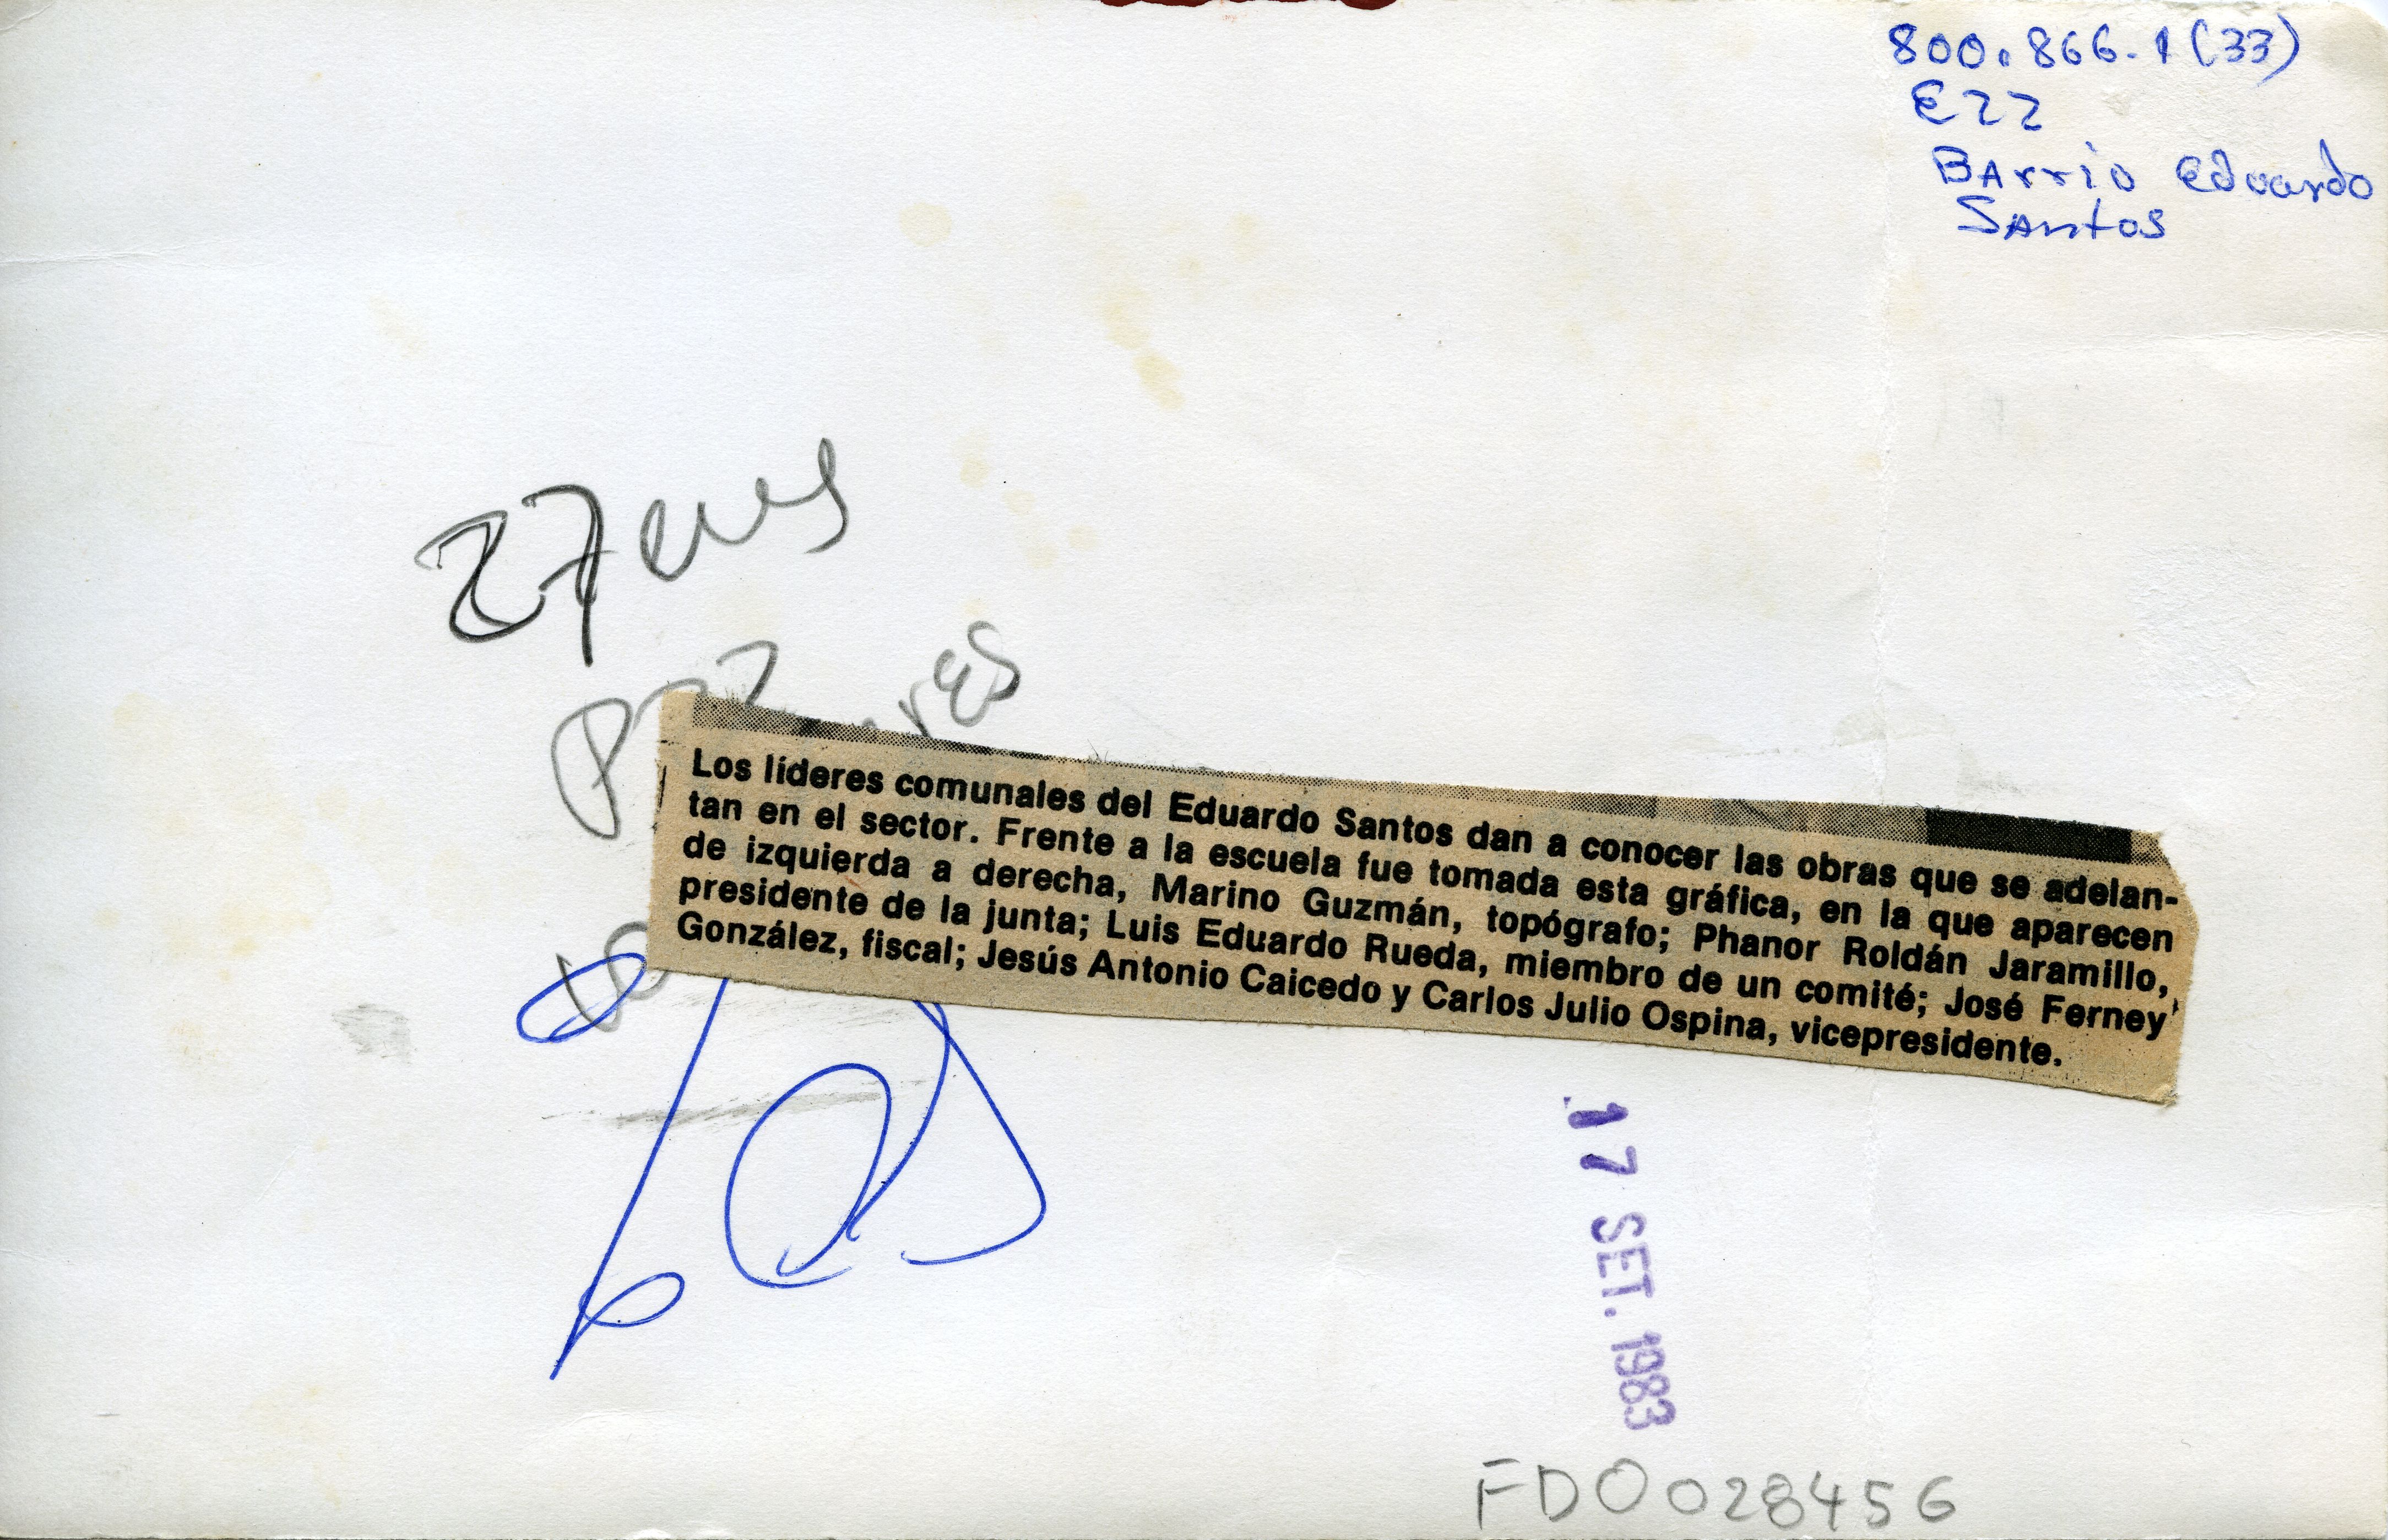 800.866.1(33)
E22
BArrio Eduardo
SAntos
27 cms
Los líderes comunales del Eduardo Santos dan a conocer las obras que se adelan-
tan en el sector. Frente a la escuela fue tomada esta gráfica, en la que aparecen
de izquierda a derecha, Marino Guzmán, topógrafo; Phanor Roldán Jaramillo,
presidente de la junta; Luis Eduardo Rueda, miembro de un comité; José Ferney
González, fiscal; Jesús Antonio Caicedo y Carlos Julio Ospina, vicepresidente.
17 SET. 1983
FD0028456